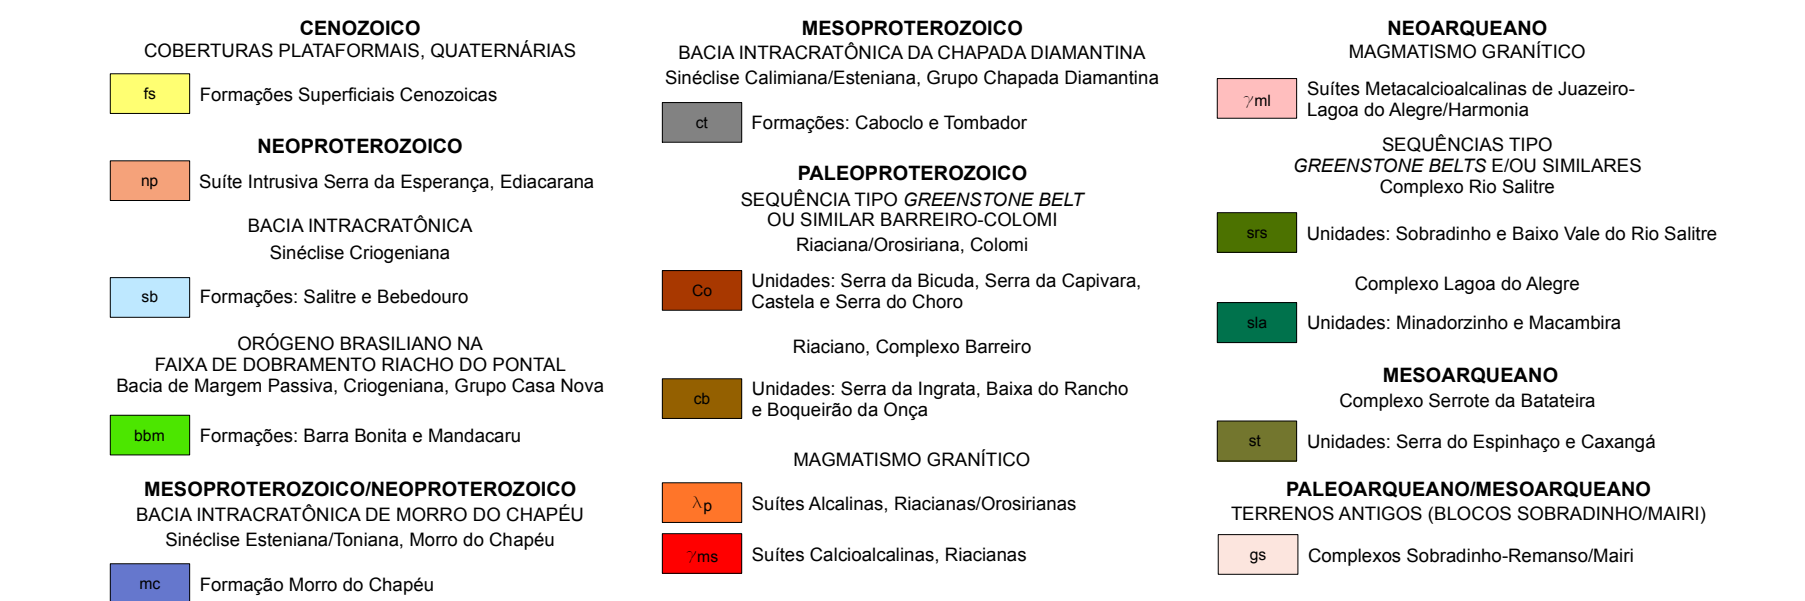 CENOZOICO
COBERTURAS PLATAFORMAIS, QUATERNÁRIAS
fs
Formações Superficiais Cenozoicas
NEOPROTEROZOICO
np
Suíte Intrusiva Serra da Esperança, Ediacarana
BACIA INTRACRATÔNICA
Sinéclise Criogeniana
sb
Formações: Salitre e Bebedouro
ORÓGENO BRASILIANO NA
FAIXA DE DOBRAMENTO RIACHO DO PONTAL
Bacia de Margem Passiva, Criogeniana, Grupo Casa Nova
bbm
Formações: Barra Bonita e Mandacaru
MESOPROTEROZOICO/NEOPROTEROZOICO
BACIA INTRACRATÔNICA DE MORRO DO CHAPÉU
Sinéclise Esteniana/Toniana, Morro do Chapéu
mc
Formação Morro do Chapéu
MESOPROTEROZOICO
BACIA INTRACRATÔNICA DA CHAPADA DIAMANTINA
Sinéclise Calimiana/Esteniana, Grupo Chapada Diamantina
ct
Formações: Caboclo e Tombador
PALEOPROTEROZOICO
SEQUÊNCIA TIPO GREENSTONE BELT
OU SIMILAR BARREIRO-COLOMI
Riaciana/Orosiriana, Colomi
Co
Unidades: Serra da Bicuda, Serra da Capivara,
Castela e Serra do Choro
Riaciano, Complexo Barreiro
cb
Unidades: Serra da Ingrata, Baixa do Rancho
e Boqueirão da Onça
MAGMATISMO GRANÍTICO
λp
Suítes Alcalinas, Riacianas/Orosirianas
γms
Suítes Calcioalcalinas, Riacianas
NEOARQUEANO
MAGMATISMO GRANÍTICO
γml
Suítes Metacalcioalcalinas de Juazeiro-
Lagoa do Alegre/Harmonia
SEQUÊNCIAS TIPO
GREENSTONE BELTS E/OU SIMILARES
Complexo Rio Salitre
srs
Unidades: Sobradinho e Baixo Vale do Rio Salitre
Complexo Lagoa do Alegre
sla
Unidades: Minadorzinho e Macambira
MESOARQUEANO
Complexo Serrote da Batateira
st
Unidades: Serra do Espinhaço e Caxangá
PALEOARQUEANO/MESOARQUEANO
TERRENOS ANTIGOS (BLOCOS SOBRADINHO/MAIRI)
gs
Complexos Sobradinho-Remanso/Mairi